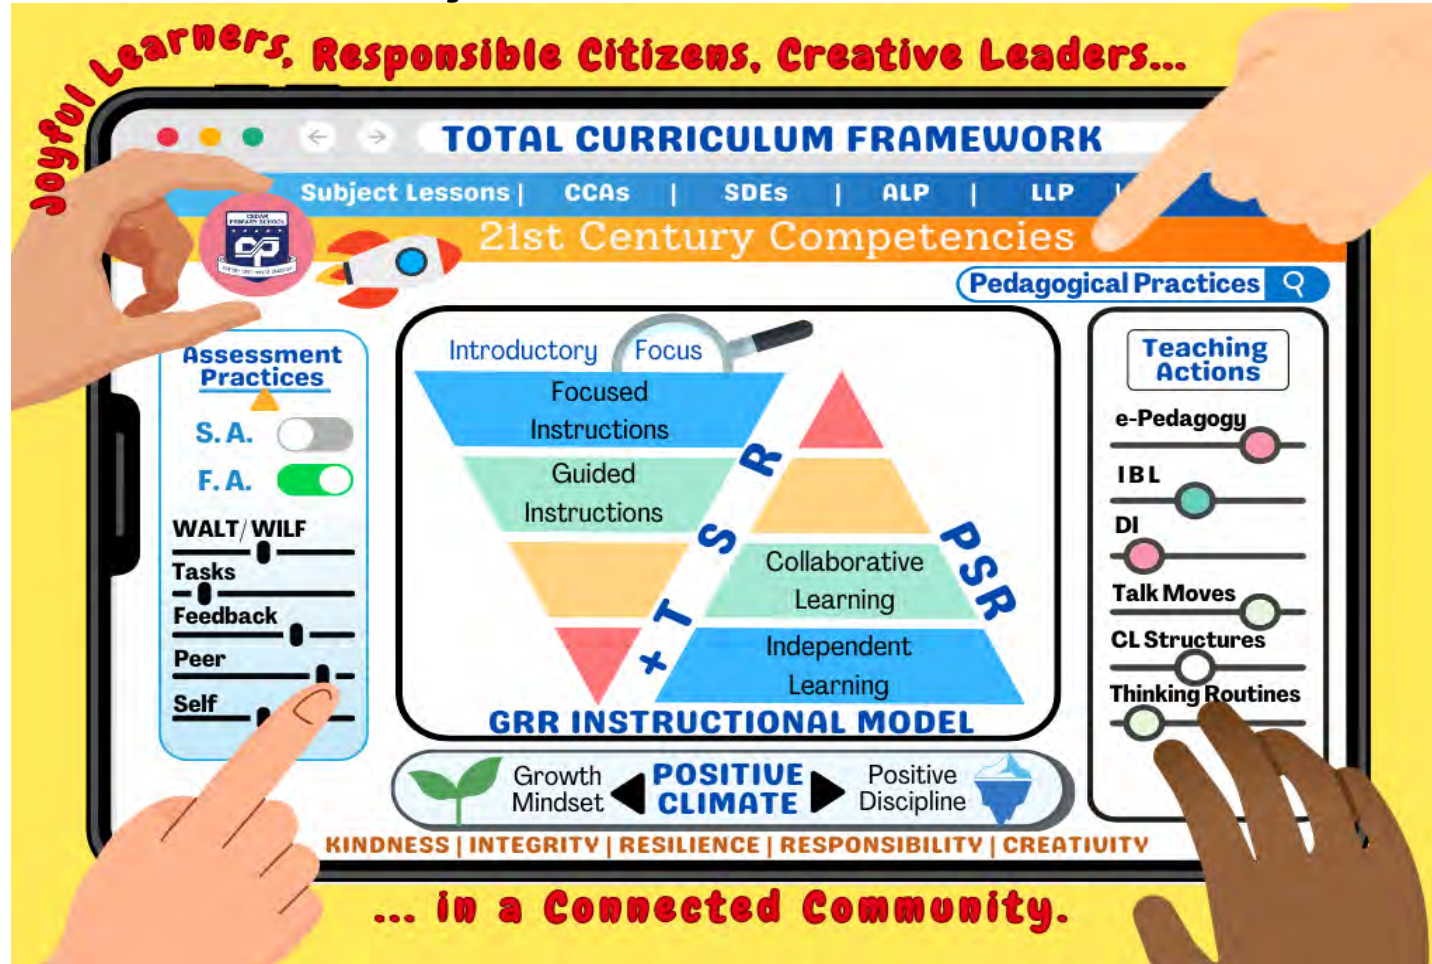 Joyful Learners, Responsible Citizens, Creative Leaders...
TOTAL CURRICULUM FRAMEWORK
Subject Lessons | CCAs | SDEs | ALP | LLP |
21st Century Competencies
CEDAR
PRIMARY SCHOOL
Pedagogical Practices
Assessment
Practices
S. A.
F. A.
WALT/WILF
Tasks
Feedback
Peer
Self
Introductory Focus
Focused
Instructions
Guided
Instructions
+ T S R
Collaborative
Learning
Independent
Learning
PSR
GRR INSTRUCTIONAL MODEL
Teaching
Actions
e-Pedagogy
IBL
DI
Talk Moves
CL Structures
Thinking Routines
Growth
Mindset
POSITIVE
CLIMATE
Positive
Discipline
KINDNESS | INTEGRITY | RESILIENCE | RESPONSIBILITY | CREATIVITY
... in a Connected Community.